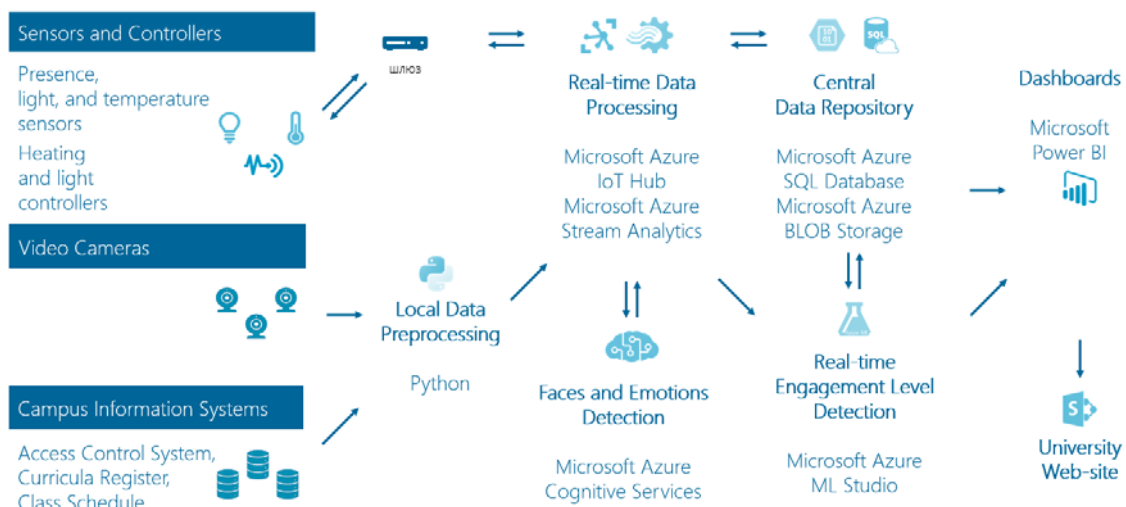 Sensors and Controllers
Presence,
light, and temperature
sensors
Heating
and light
controllers
Video Cameras
Campus Information Systems
Access Control System,
Curricula Register,
Class Schedule
шлюз
Local Data
Preprocessing
Python
Real-time Data
Processing
Microsoft Azure
IoT Hub
Microsoft Azure
Stream Analytics
Faces and Emotions
Detection
Microsoft Azure
Cognitive Services
SQL
Central
Data Repository
Microsoft Azure
SQL Database
Microsoft Azure
BLOB Storage
Real-time
Engagement Level
Detection
Microsoft Azure
ML Studio
Dashboards
Microsoft
Power BI
S
University
Web-site